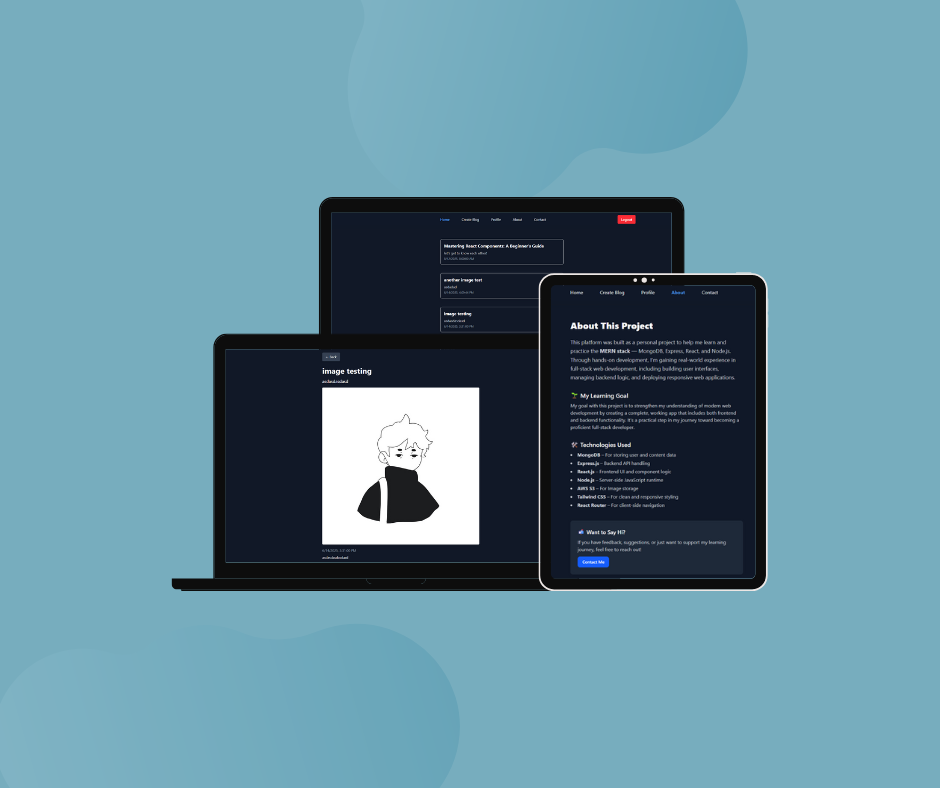 Home Create Blog Profile About Contact Logout
Mastering React Components: A Beginner's Guide
let's get to know each other!
another image test
image testing
← back
image testing
Home Create Blog Profile About Contact
About This Project
This platform was built as a personal project to help me learn and
practice the MERN stack — MongoDB, Express, React, and Node.js.
Through hands-on development, I'm gaining real-world experience in
full-stack web development, including building user interfaces,
managing backend logic, and deploying responsive web applications.
🌱 My Learning Goal
My goal with this project is to strengthen my understanding of modern web
development by creating a complete, working app that includes both frontend
and backend functionality. It's a practical step in my journey toward becoming a
proficient full-stack developer.
🛠️ Technologies Used
• MongoDB – For storing user and content data
• Express.js – Backend API handling
• React.js – Frontend UI and component logic
• Node.js – Server-side JavaScript runtime
• AWS S3 – For image storage
• Tailwind CSS – For clean and responsive styling
• React Router – For client-side navigation
📬 Want to Say Hi?
If you have feedback, suggestions, or just want to support my learning
journey, feel free to reach out!
Contact Me